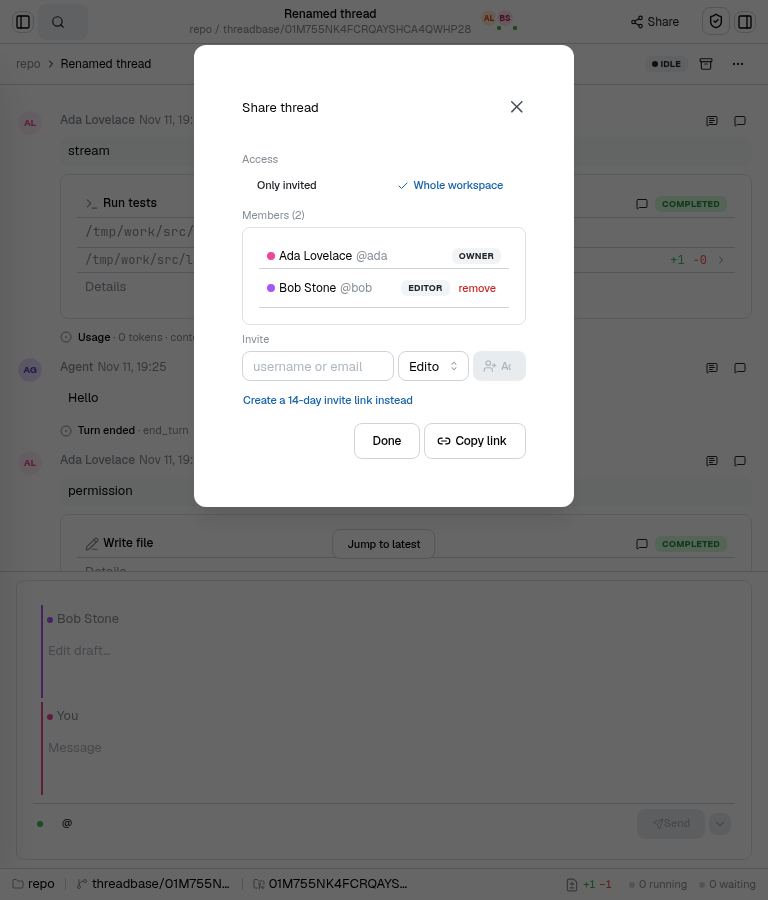 Renamed thread
repo / threadbase/01M755NK4FCRQAYSHCA4QWHP28
AL BS
Share
repo > Renamed thread
IDLE
AL
Ada Lovelace Nov 11, 19:
stream
Run tests
COMPLETED
/tmp/work/src/
/tmp/work/src/l
+1 -0
Details
Usage · 0 tokens · cont
AG
Agent Nov 11, 19:25
Hello
Turn ended · end_turn
AL
Ada Lovelace Nov 11, 19:
permission
Write file
COMPLETED
Details
Jump to latest
Share thread
Access
Only invited
Whole workspace
Members (2)
Ada Lovelace @ada
OWNER
Bob Stone @bob
EDITOR
remove
Invite
username or email
Edito
Create a 14-day invite link instead
Done
Copy link
Bob Stone
Edit draft…
You
Message
@
Send
repo
threadbase/01M755N…
01M755NK4FCRQAYS…
+1 −1
0 running
0 waiting